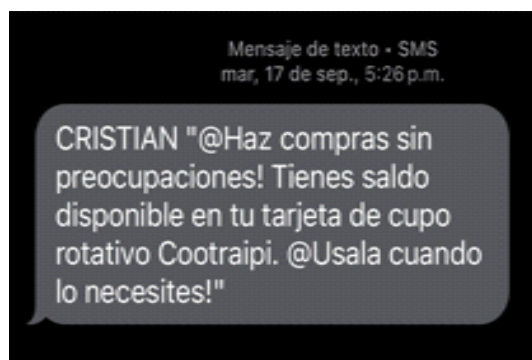 Mensaje de texto • SMS
mar, 17 de sep., 5:26 p.m.
CRISTIAN "@Haz compras sin
preocupaciones! Tienes saldo
disponible en tu tarjeta de cupo
rotativo Cootraipi. @Usala cuando
lo necesites!"